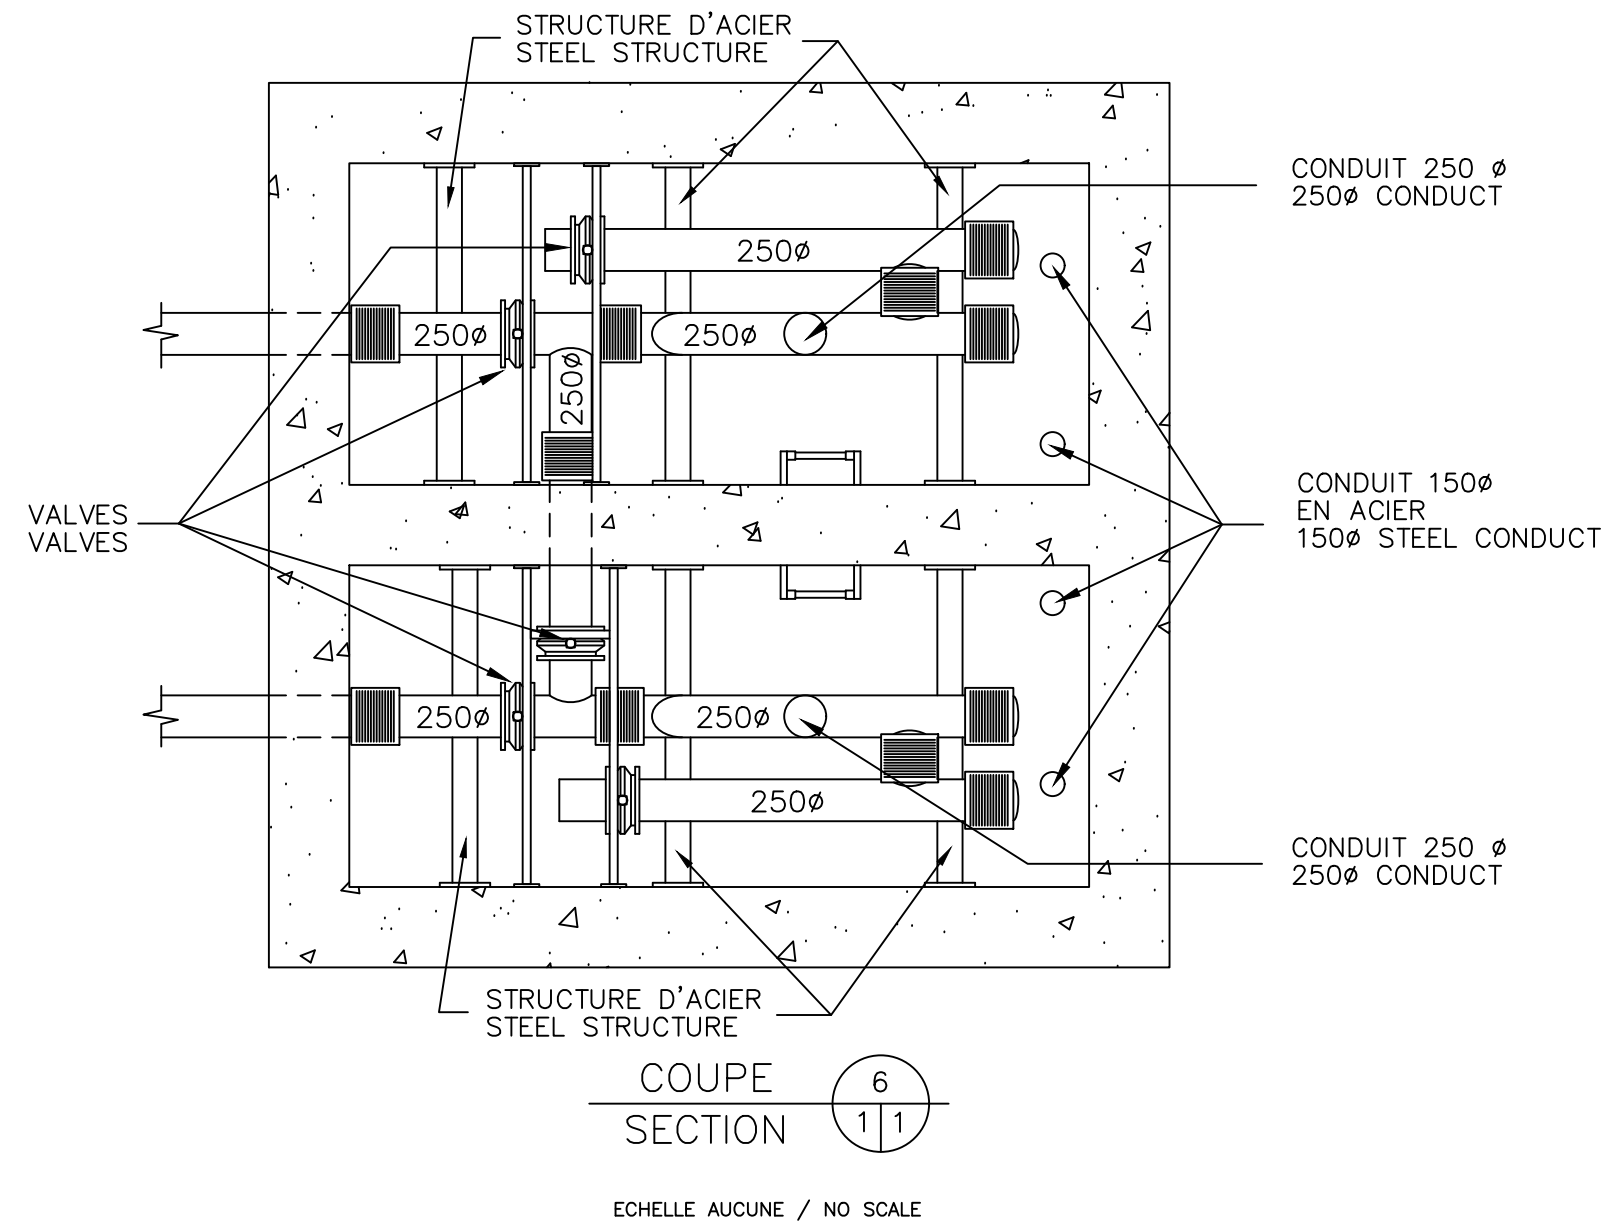 STRUCTURE D'ACIER
STEEL STRUCTURE
CONDUIT 250 ø
250ø CONDUCT
250ø
250ø
250ø
250ø
VALVES
VALVES
CONDUIT 150ø
EN ACIER
150ø STEEL CONDUCT
250ø
250ø
250ø
CONDUIT 250 ø
250ø CONDUCT
STRUCTURE D'ACIER
STEEL STRUCTURE
COUPE
SECTION
6
1 1
ECHELLE AUCUNE / NO SCALE